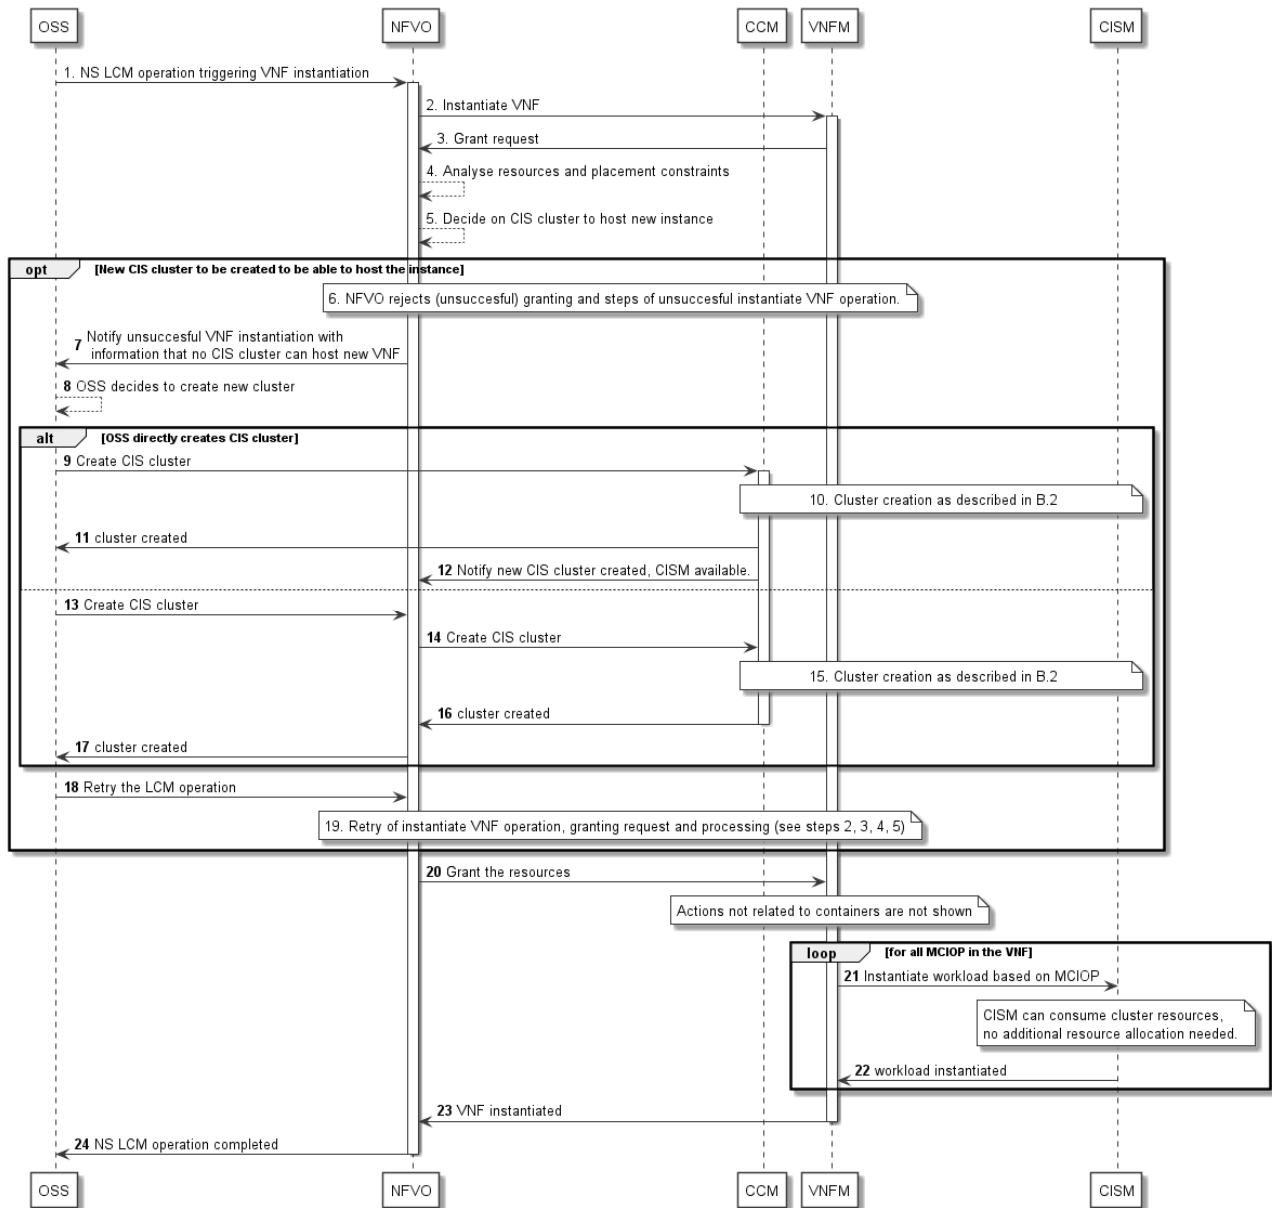 OSS NFVO CCM VNFM CISM
1. NS LCM operation triggering VNF instantiation
2. Instantiate VNF
3. Grant request
4. Analyse resources and placement constraints
5. Decide on CIS cluster to host new instance
opt [New CIS cluster to be created to be able to host the instance]
6. NFVO rejects (unsuccesful) granting and steps of unsuccesful instantiate VNF operation.
7 Notify unsuccesful VNF instantiation with
information that no CIS cluster can host new VNF
8 OSS decides to create new cluster
alt [OSS directly creates CIS cluster]
9 Create CIS cluster
10. Cluster creation as described in B.2
11 cluster created
12 Notify new CIS cluster created, CISM available.
13 Create CIS cluster
14 Create CIS cluster
15. Cluster creation as described in B.2
16 cluster created
17 cluster created
18 Retry the LCM operation
19. Retry of instantiate VNF operation, granting request and processing (see steps 2, 3, 4, 5)
20 Grant the resources
Actions not related to containers are not shown
loop [for all MCIOP in the VNF]
21 Instantiate workload based on MCIOP
CISM can consume cluster resources,
no additional resource allocation needed.
22 workload instantiated
23 VNF instantiated
24 NS LCM operation completed
OSS NFVO CCM VNFM CISM